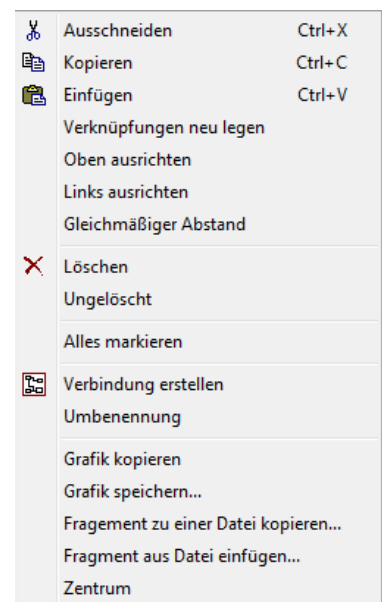 Ausschneiden Ctrl+X
Kopieren Ctrl+C
Einfügen Ctrl+V
Verknüpfungen neu legen
Oben ausrichten
Links ausrichten
Gleichmäßiger Abstand
Löschen
Ungelöscht
Alles markieren
Verbindung erstellen
Umbenennung
Grafik kopieren
Grafik speichern...
Fragement zu einer Datei kopieren...
Fragment aus Datei einfügen...
Zentrum